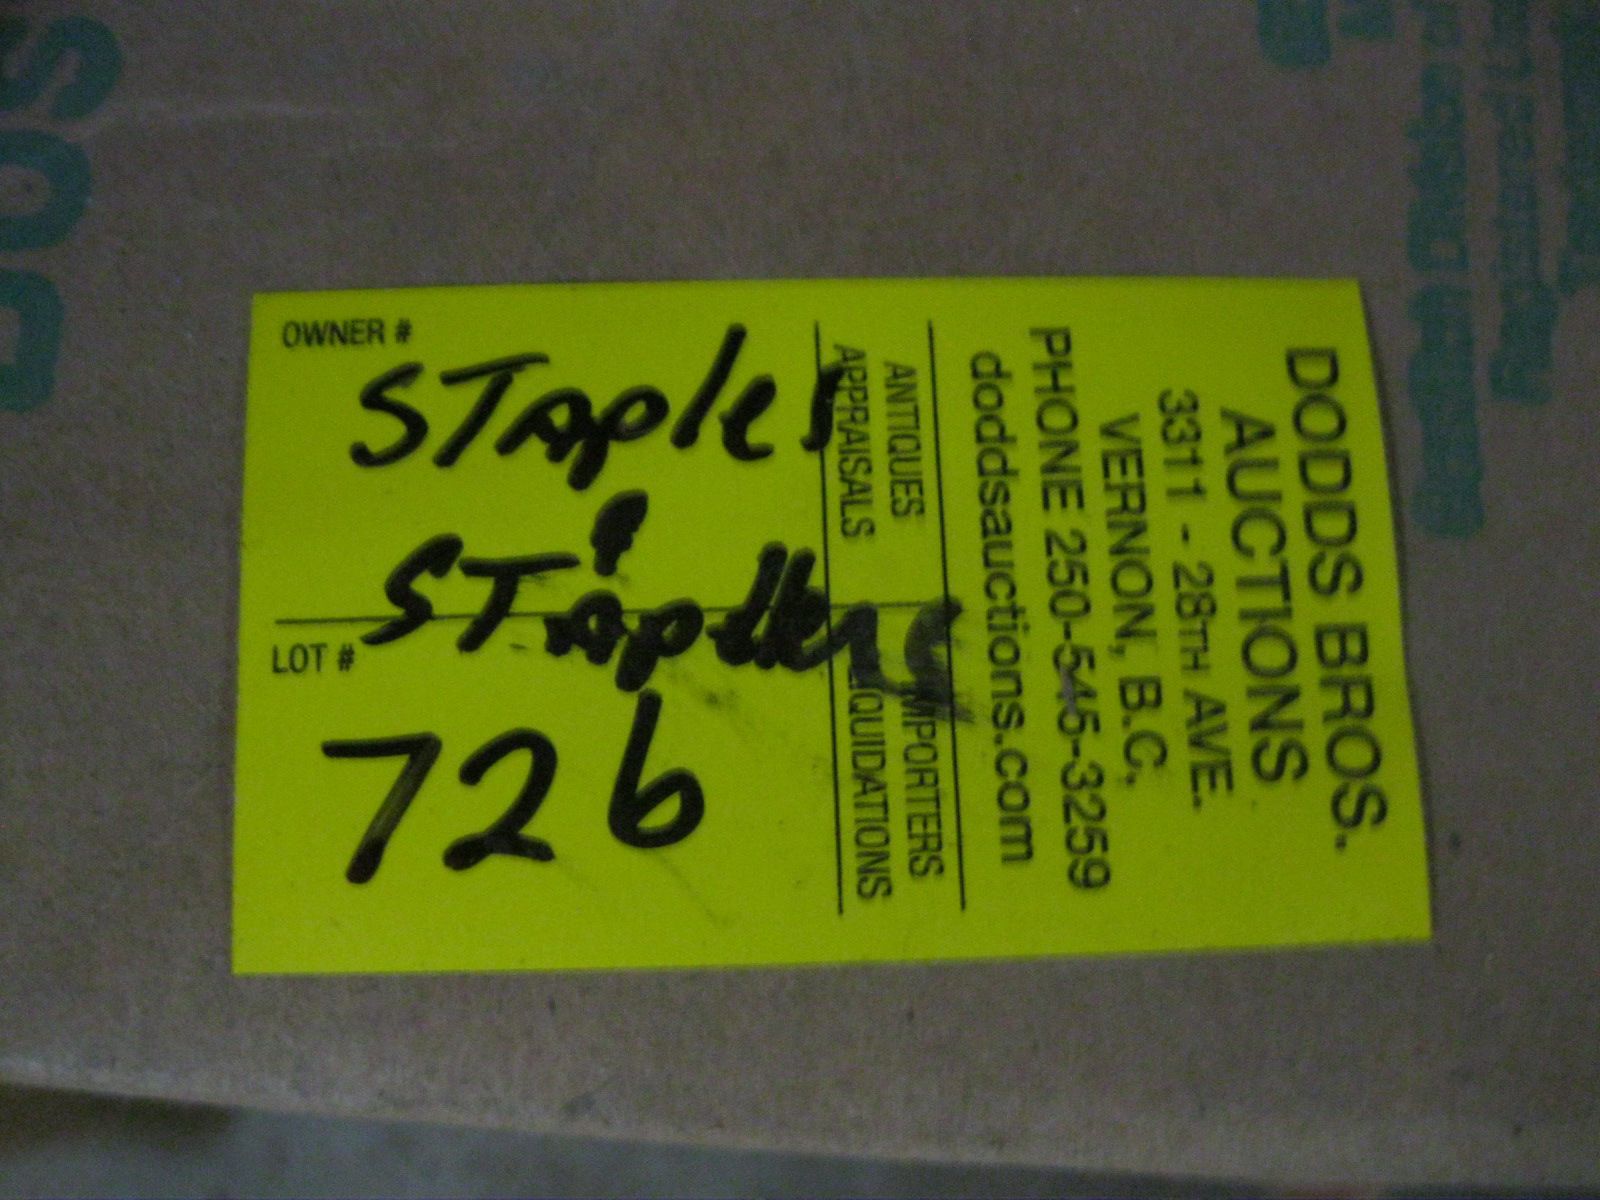 OWNER #
STaples
&
STaplers
LOT #
726
DODDS BROS.
AUCTIONS
3311 - 28TH AVE.
VERNON, B.C.
PHONE 250-545-3259
doddsauctions.com
ANTIQUES IMPORTERS
APPRAISALS LIQUIDATIONS